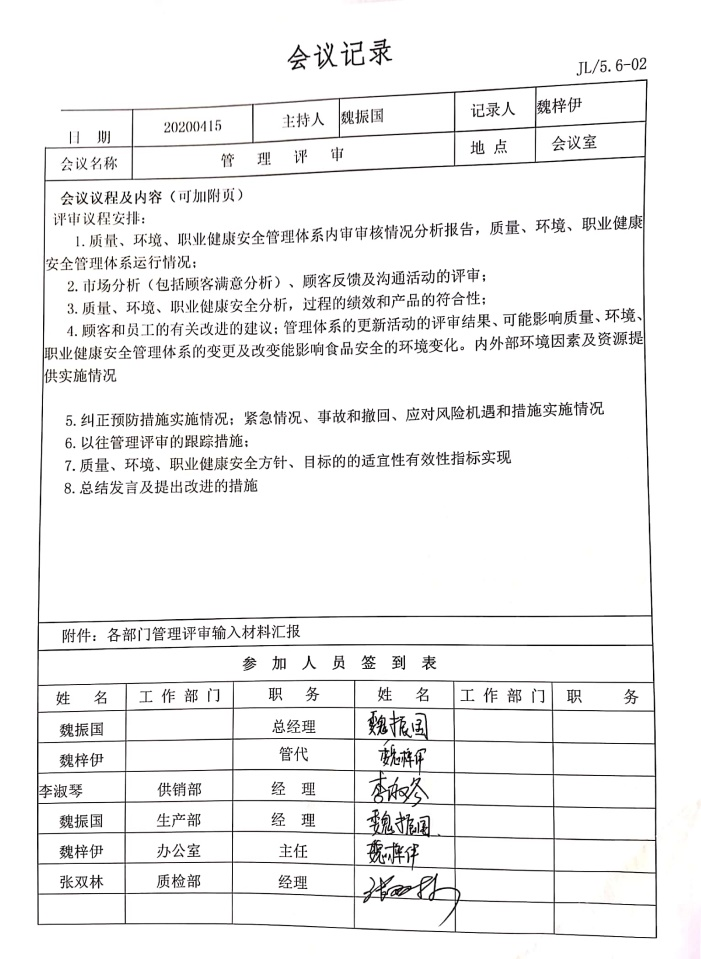 会议记录
JL/5.6-02
日 期 20200415 主持人 魏振国 记录人 魏梓伊
会议名称 管 理 评 审 地 点 会议室
会议议程及内容（可加附页）
评审议程安排：
1.质量、环境、职业健康安全管理体系内审审核情况分析报告，质量、环境、职业健康
安全管理体系运行情况；
2.市场分析（包括顾客满意分析）、顾客反馈及沟通活动的评审；
3.质量、环境、职业健康安全分析，过程的绩效和产品的符合性；
4.顾客和员工的有关改进的建议；管理体系的更新活动的评审结果、可能影响质量、环境、
职业健康安全管理体系的变更及改变能影响食品安全的环境变化。内外部环境因素及资源提
供实施情况
5.纠正预防措施实施情况；紧急情况、事故和撤回、应对风险机遇和措施实施情况
6.以往管理评审的跟踪措施；
7.质量、环境、职业健康安全方针、目标的的适宜性有效性指标实现
8.总结发言及提出改进的措施
附件：各部门管理评审输入材料汇报
参 加 人 员 签 到 表
姓 名 工 作 部 门 职 务 姓 名 工 作 部 门 职 务
魏振国 总经理 魏振国
魏梓伊 管代 魏梓伊
李淑琴 供销部 经 理 李淑琴
魏振国 生产部 经 理 魏振国
魏梓伊 办公室 主任 魏梓伊
张双林 质检部 经理 张双林